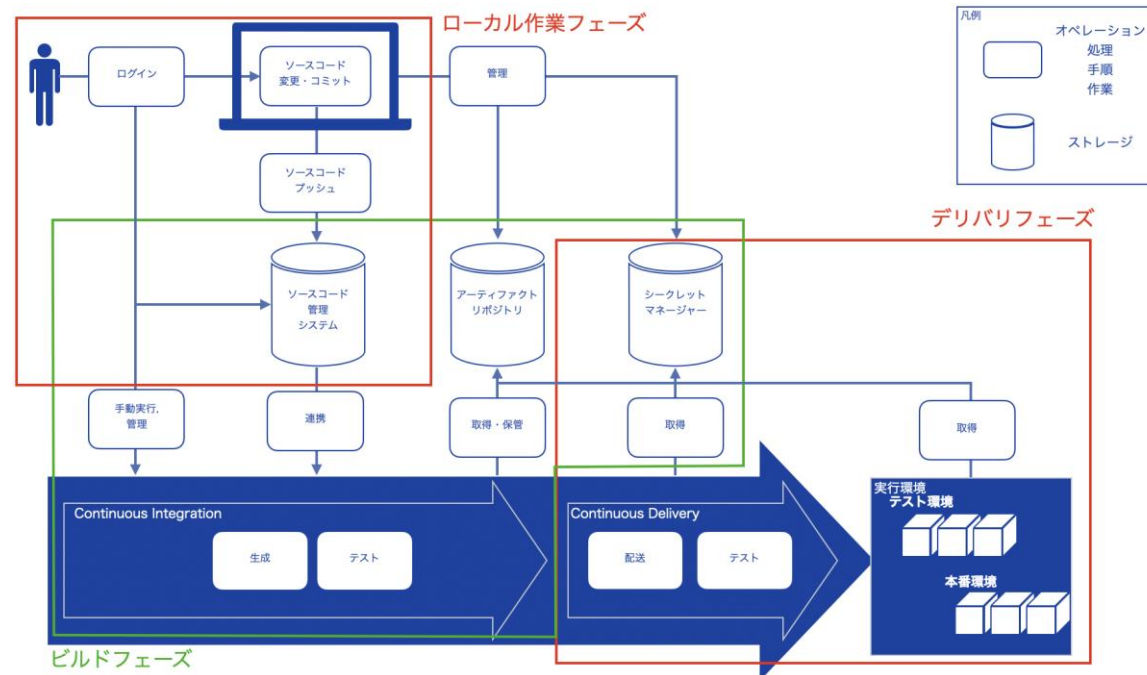 ローカル作業フェーズ
凡例
オペレーション
処理
手順
作業
ストレージ
ログイン
ソースコード
変更・コミット
管理
ソースコード
プッシュ
デリバリフェーズ
ソースコード
管理
システム
アーティファクト
リポジトリ
シークレット
マネージャー
手動実行,
管理
連携
取得・保管
取得
取得
Continuous Integration
生成
テスト
Continuous Delivery
配送
テスト
実行環境
テスト環境
本番環境
ビルドフェーズ